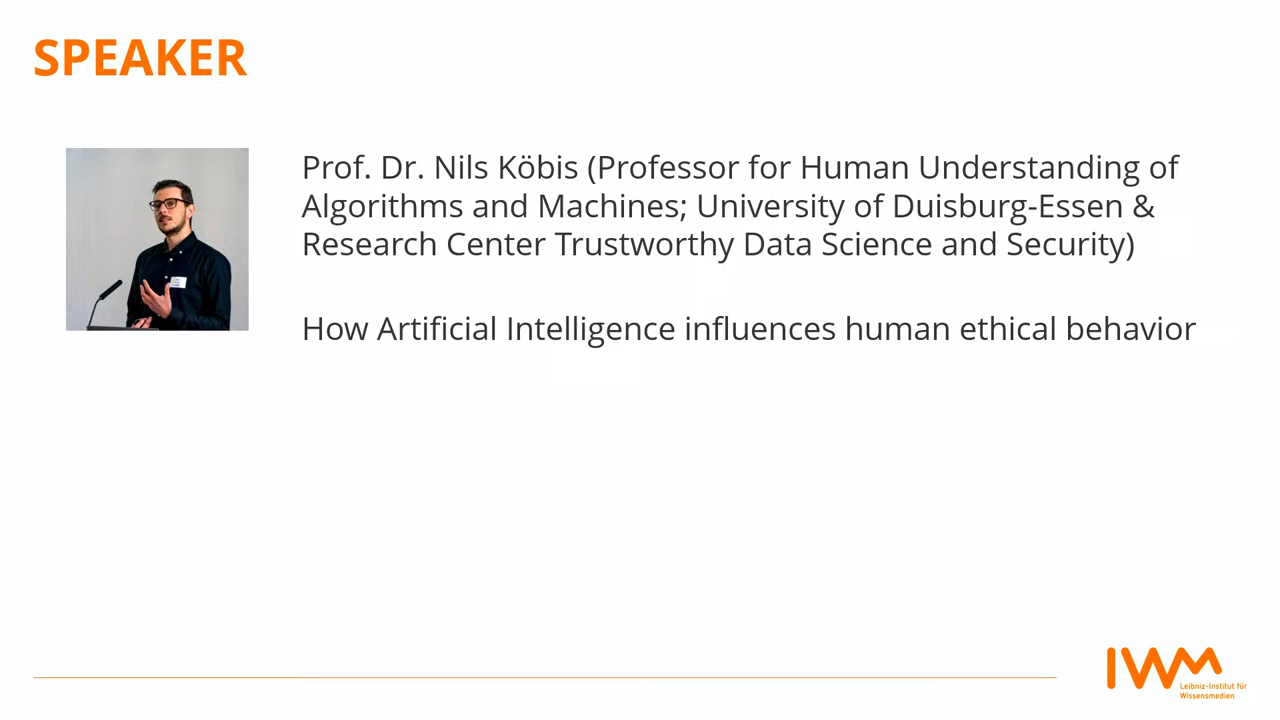 SPEAKER
Prof. Dr. Nils Köbis (Professor for Human Understanding of
Algorithms and Machines; University of Duisburg-Essen &
Research Center Trustworthy Data Science and Security)
How Artificial Intelligence influences human ethical behavior
IWM
Leibniz-Institut für
Wissensmedien